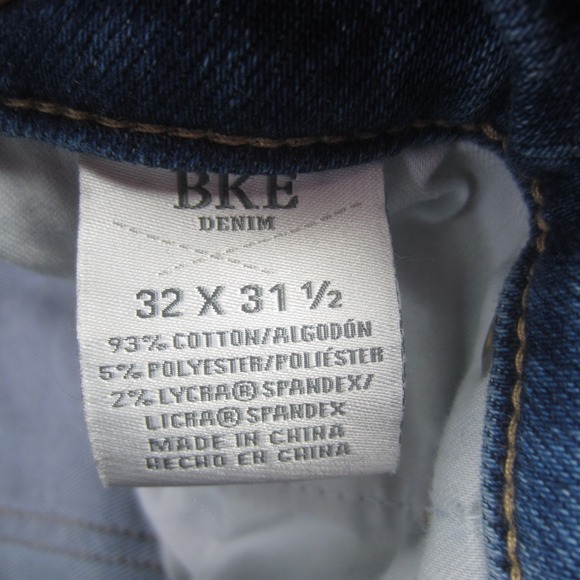 BKE
DENIM
32 X 31 ½
93% COTTON/ALGODÓN
5% POLYESTER/POLIÉSTER
2% LYCRA® SPANDEX/
LICRA® SPANDEX
MADE IN CHINA
HECHO EN CHINA